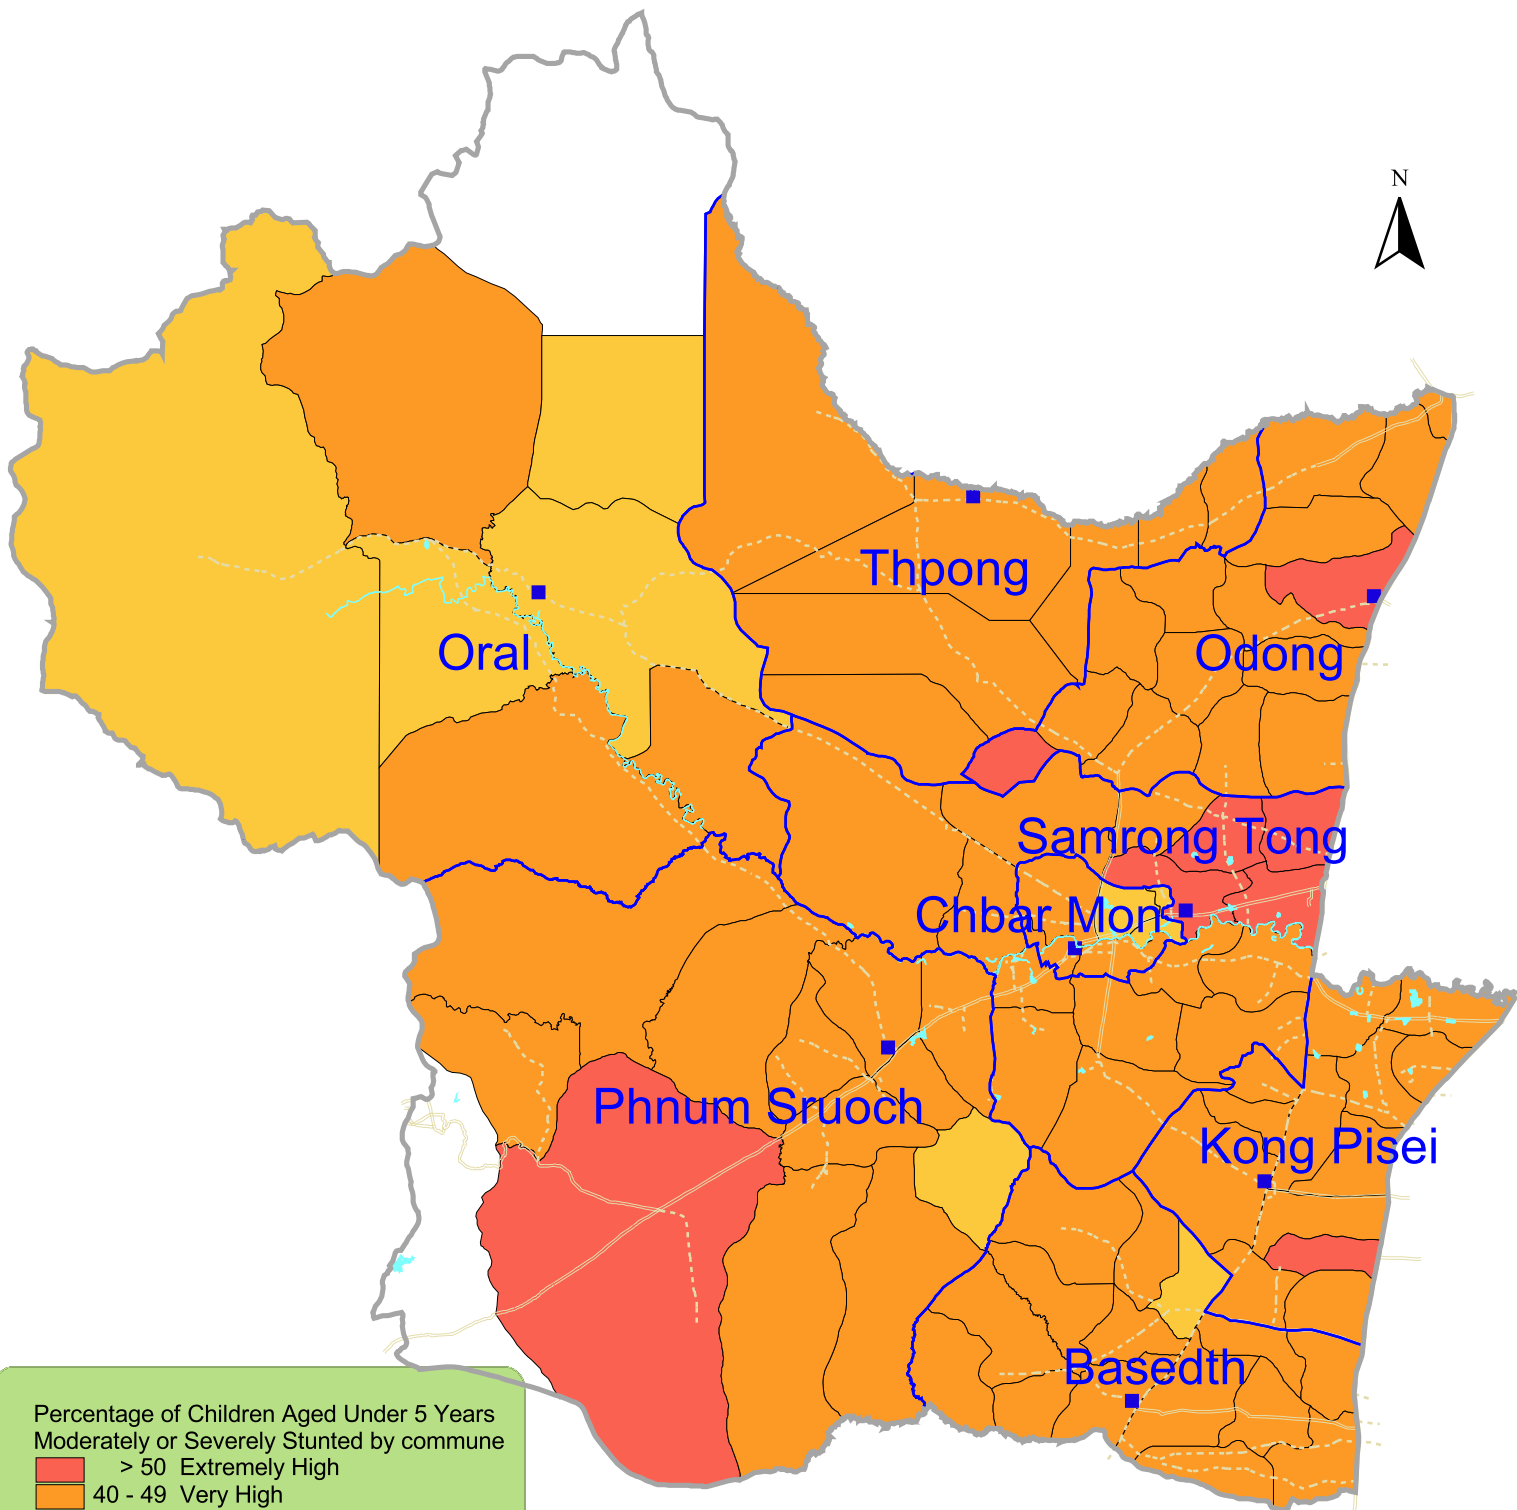 N
Thpong
Oral
Odong
Samrong Tong
Chbar Mon
Phnum Sruoch
Kong Pisei
Basedth
Percentage of Children Aged Under 5 Years
Moderately or Severely Stunted by commune
> 50 Extremely High
40 - 49 Very High